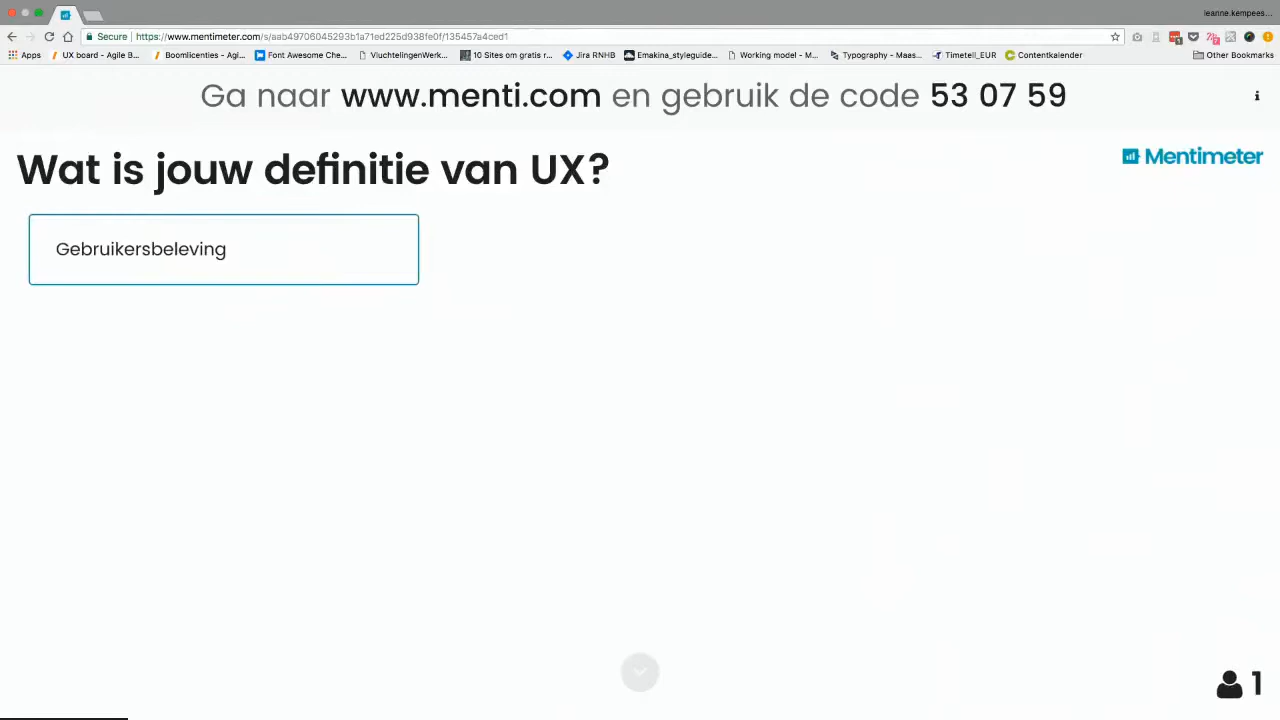 leanne.kempees...
Secure https://www.mentimeter.com/s/aab49706045293b1a71ed225d938fe0f/135457a4ced1
Apps UX board - Agile B... Boomlicenties - Agi... Font Awesome Che... VluchtelingenWerk... 10 Sites om gratis r... Jira RNHB Emakina_styleguide... Working model - M... Typography - Maas... Timetell_EUR Contentkalender Other Bookmarks
Ga naar www.menti.com en gebruik de code 53 07 59
Wat is jouw definitie van UX?
Mentimeter
Gebruikersbeleving
1